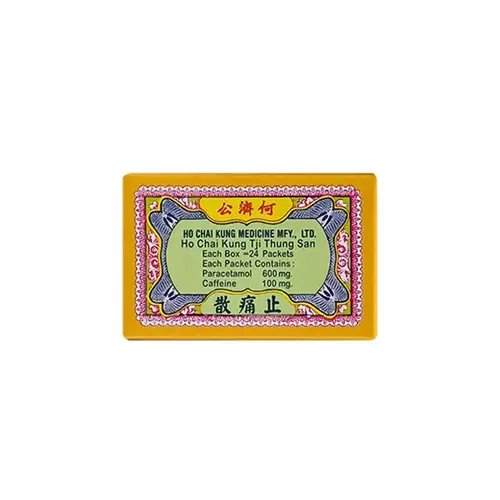 公濟何
HO CHAI KUNG MEDICINE MFY., LTD.
Ho Chai Kung Tji Thung San
Each Box =24 Packets
Each Packet Contains :
Paracetamol 600 mg.
Caffeine 100 mg.
散痛止